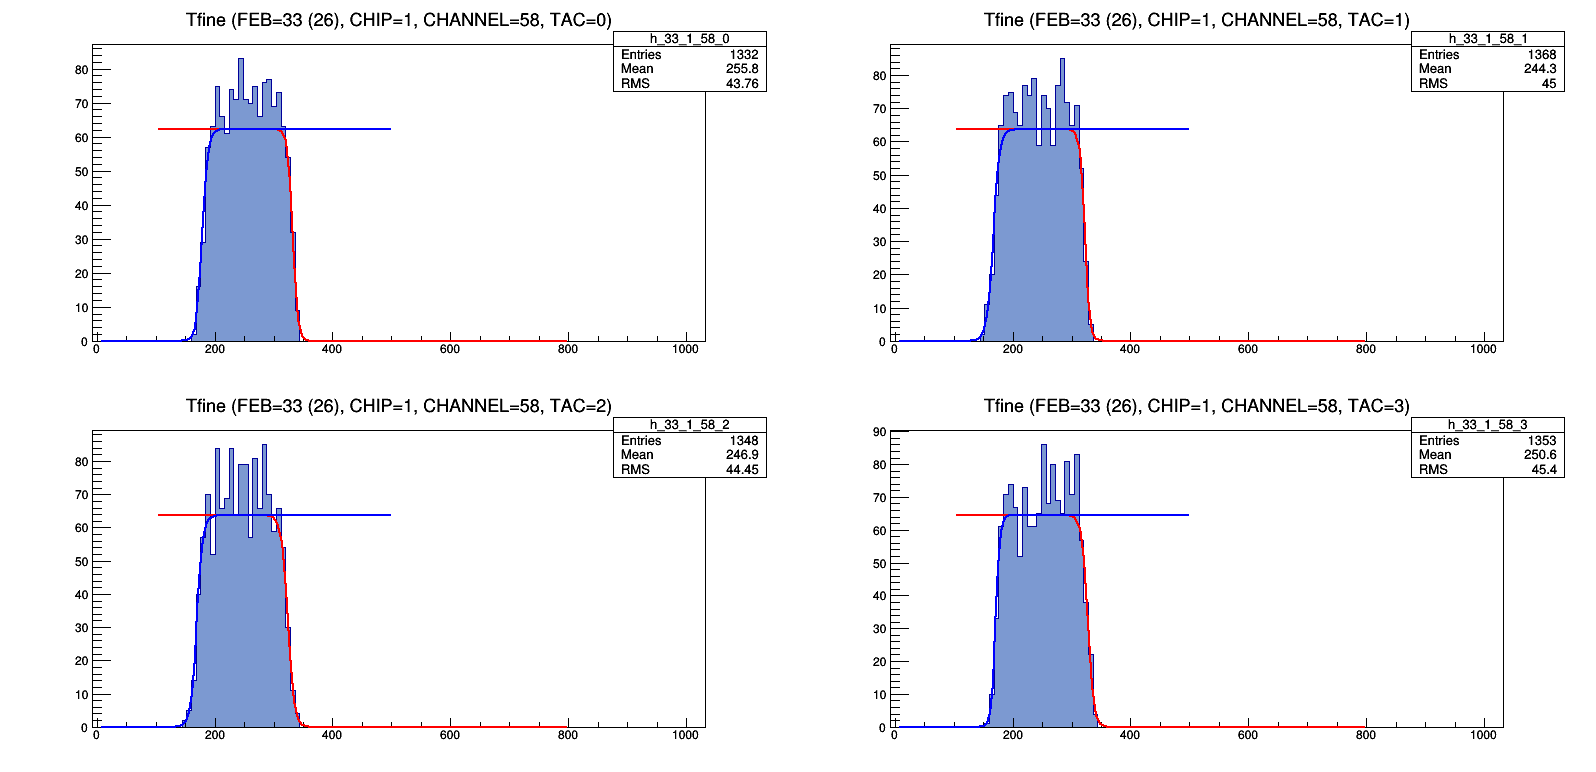 Tfine (FEB=33 (26), CHIP=1, CHANNEL=58, TAC=0)
h_33_1_58_0
Entries 1332
Mean 255.8
RMS 43.76
80
70
60
50
40
30
20
10
0
0 200 400 600 800 1000
Tfine (FEB=33 (26), CHIP=1, CHANNEL=58, TAC=1)
h_33_1_58_1
Entries 1368
Mean 244.3
RMS 45
80
70
60
50
40
30
20
10
0
0 200 400 600 800 1000
Tfine (FEB=33 (26), CHIP=1, CHANNEL=58, TAC=2)
h_33_1_58_2
Entries 1348
Mean 246.9
RMS 44.45
80
70
60
50
40
30
20
10
0
0 200 400 600 800 1000
Tfine (FEB=33 (26), CHIP=1, CHANNEL=58, TAC=3)
h_33_1_58_3
Entries 1353
Mean 250.6
RMS 45.4
90
80
70
60
50
40
30
20
10
0
0 200 400 600 800 1000